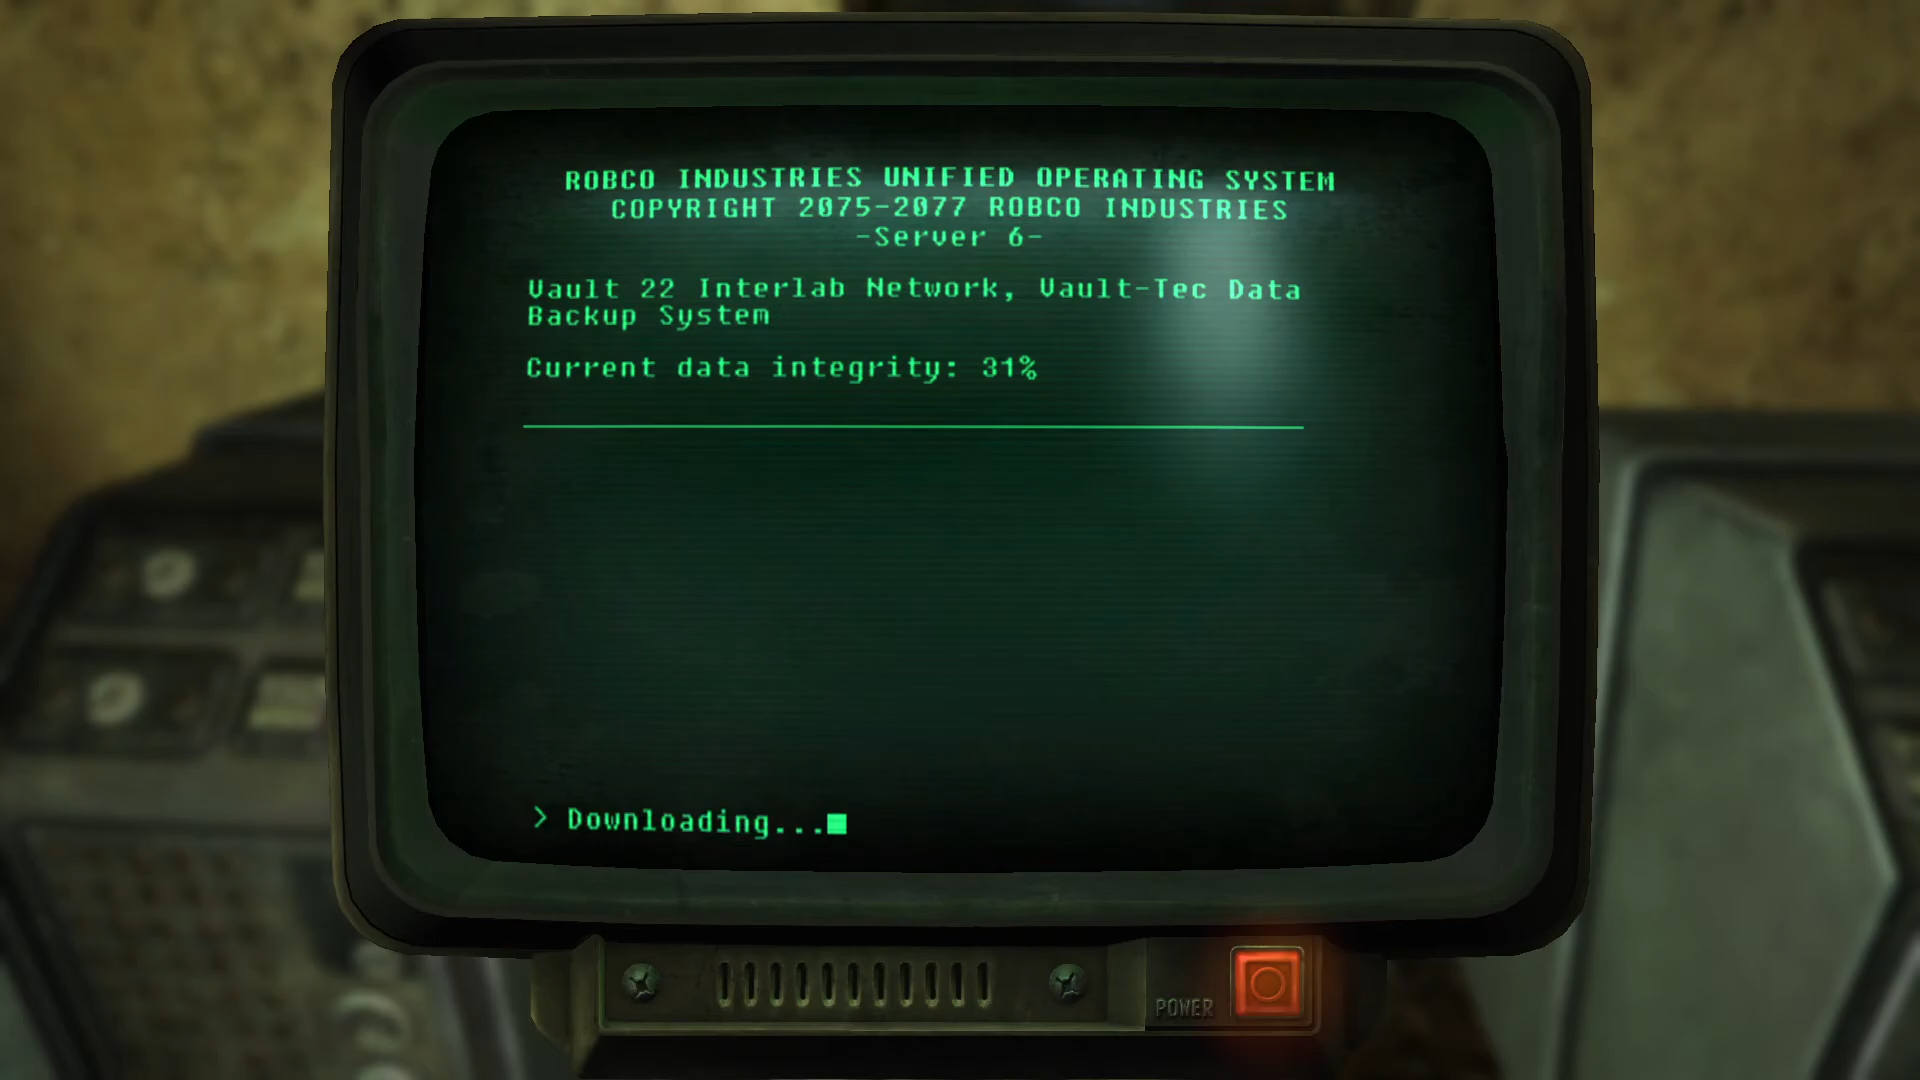 ROBCO INDUSTRIES UNIFIED OPERATING SYSTEM
COPYRIGHT 2075-2077 ROBCO INDUSTRIES
-Server 6-
Vault 22 Interlab Network, Vault-Tec Data
Backup System
Current data integrity: 31%
> Downloading...
POWER